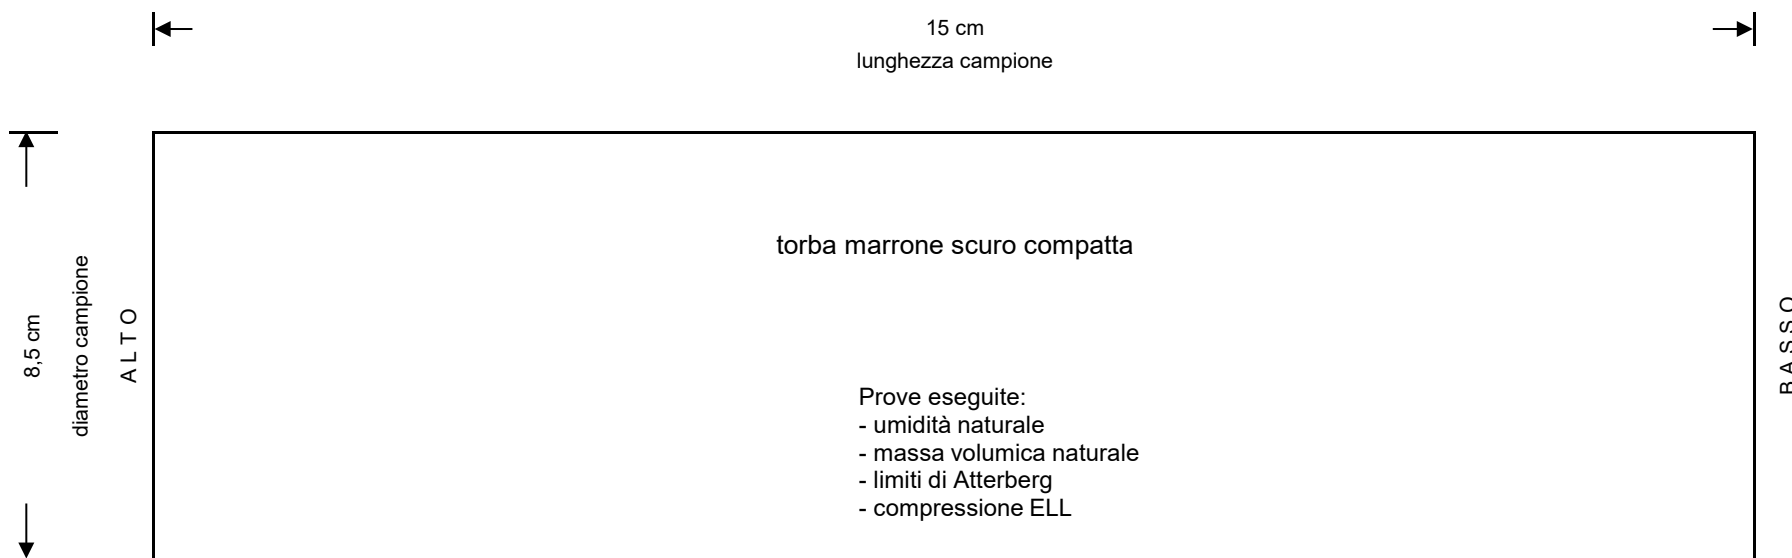 15 cm
lunghezza campione
8,5 cm
diametro campione
A L T O
torba marrone scuro compatta
B A S S O
Prove eseguite:
- umidità naturale
- massa volumica naturale
- limiti di Atterberg
- compressione ELL